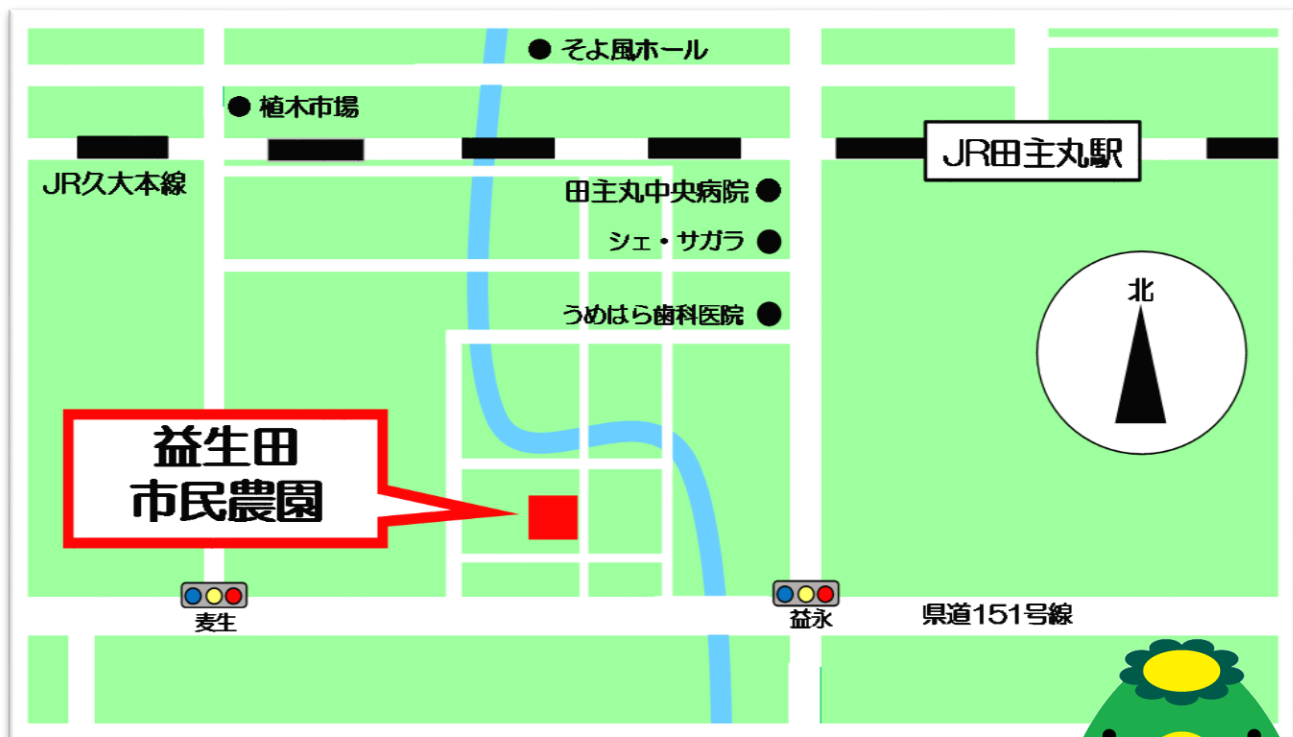 そよ風ホール
植木市場
JR田主丸駅
JR久大本線
田主丸中央病院
シェ・サガラ
北
うめはら歯科医院
益生田
市民農園
麦生
益永
県道151号線